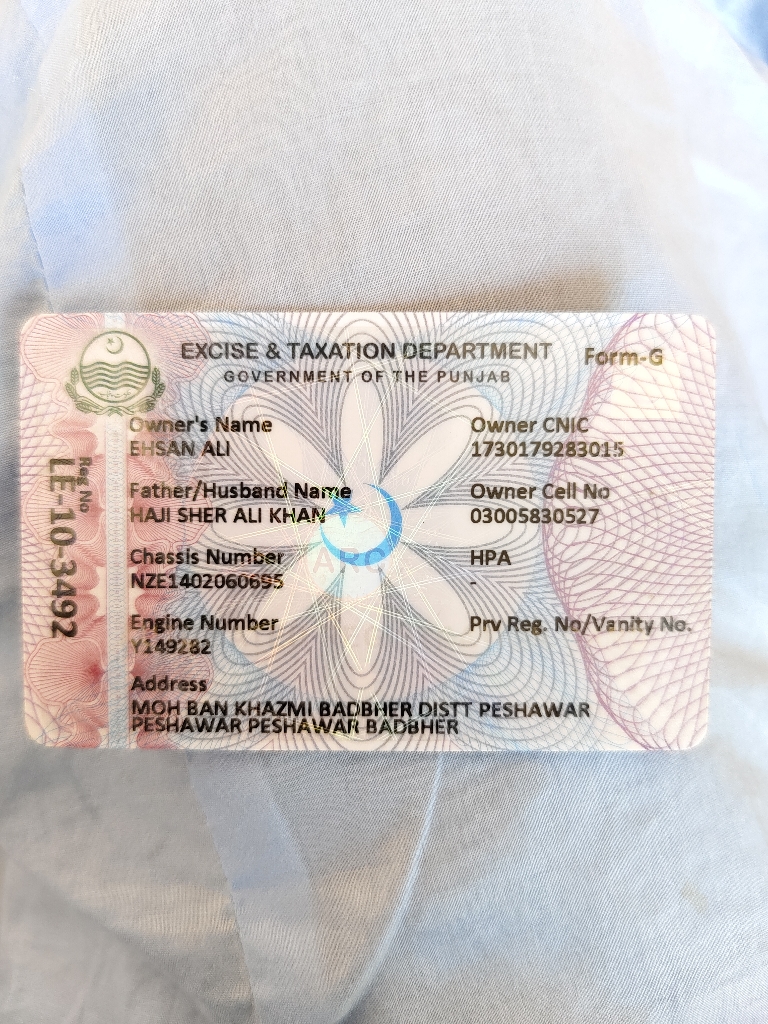 EXCISE & TAXATION DEPARTMENT
GOVERNMENT OF THE PUNJAB
Form-G
Reg No
LE-10-3492
Owner's Name
EHSAN ALI
Owner CNIC
1730179283015
Father/Husband Name
HAJI SHER ALI KHAN
Owner Cell No
03005830527
Chassis Number
NZE1402060695
HPA
-
Engine Number
Y149282
Prv Reg. No/Vanity No.
Address
MOH BAN KHAZMI BADBHER DISTT PESHAWAR
PESHAWAR PESHAWAR BADBHER